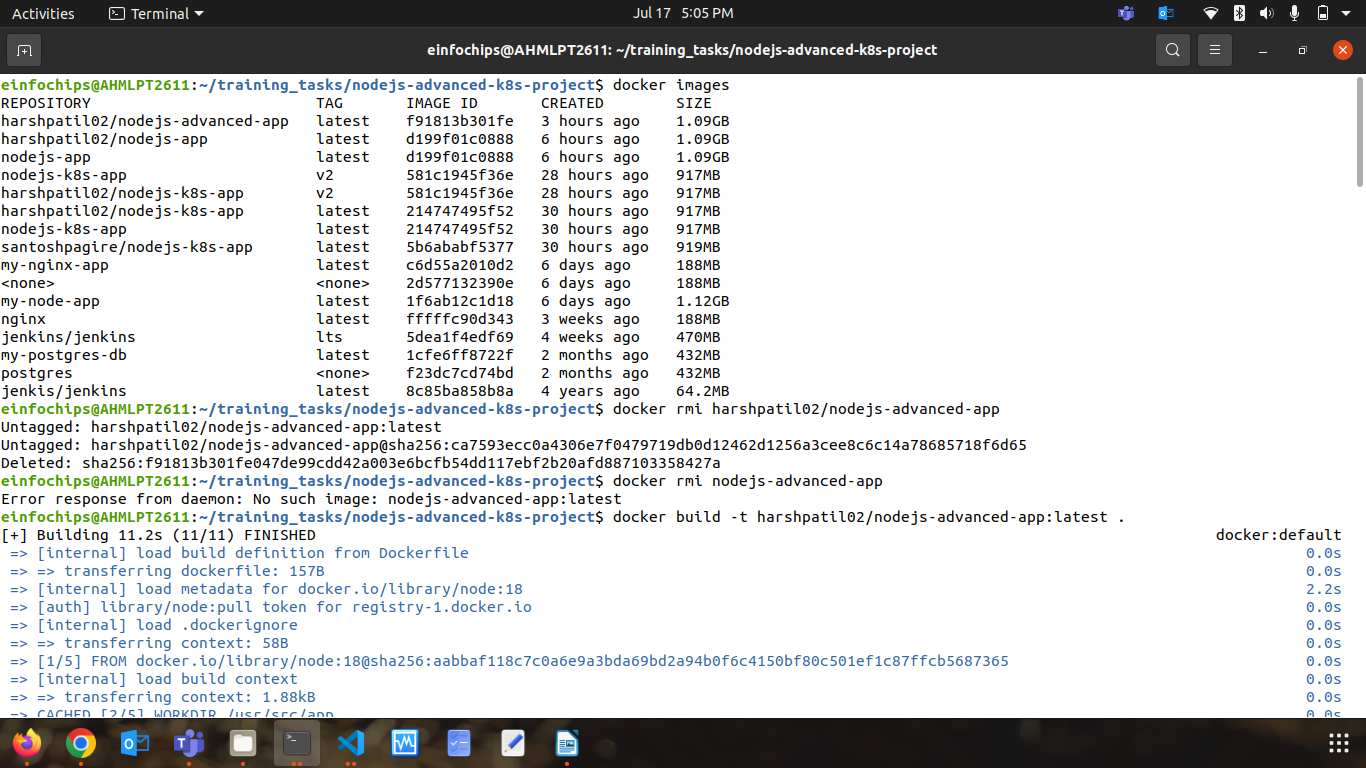 Activities Terminal Jul 17 5:05 PM
einfochips@AHMLPT2611: ~/training_tasks/nodejs-advanced-k8s-project
einfochips@AHMLPT2611:~/training_tasks/nodejs-advanced-k8s-project$ docker images
REPOSITORY TAG IMAGE ID CREATED SIZE
harshpatil02/nodejs-advanced-app latest f91813b301fe 3 hours ago 1.09GB
harshpatil02/nodejs-app latest d199f01c0888 6 hours ago 1.09GB
nodejs-app latest d199f01c0888 6 hours ago 1.09GB
nodejs-k8s-app v2 581c1945f36e 28 hours ago 917MB
harshpatil02/nodejs-k8s-app v2 581c1945f36e 28 hours ago 917MB
harshpatil02/nodejs-k8s-app latest 214747495f52 30 hours ago 917MB
nodejs-k8s-app latest 214747495f52 30 hours ago 917MB
santoshpagire/nodejs-k8s-app latest 5b6ababf5377 30 hours ago 919MB
my-nginx-app latest c6d55a2010d2 6 days ago 188MB
<none> <none> 2d577132390e 6 days ago 188MB
my-node-app latest 1f6ab12c1d18 6 days ago 1.12GB
nginx latest fffffc90d343 3 weeks ago 188MB
jenkins/jenkins lts 5dea1f4edf69 4 weeks ago 470MB
my-postgres-db latest 1cfe6ff8722f 2 months ago 432MB
postgres <none> f23dc7cd74bd 2 months ago 432MB
jenkis/jenkins latest 8c85ba858b8a 4 years ago 64.2MB
einfochips@AHMLPT2611:~/training_tasks/nodejs-advanced-k8s-project$ docker rmi harshpatil02/nodejs-advanced-app
Untagged: harshpatil02/nodejs-advanced-app:latest
Untagged: harshpatil02/nodejs-advanced-app@sha256:ca7593ecc0a4306e7f0479719db0d12462d1256a3cee8c6c14a78685718f6d65
Deleted: sha256:f91813b301fe047de99cdd42a003e6bcfb54dd117ebf2b20afd887103358427a
einfochips@AHMLPT2611:~/training_tasks/nodejs-advanced-k8s-project$ docker rmi nodejs-advanced-app
Error response from daemon: No such image: nodejs-advanced-app:latest
einfochips@AHMLPT2611:~/training_tasks/nodejs-advanced-k8s-project$ docker build -t harshpatil02/nodejs-advanced-app:latest .
[+] Building 11.2s (11/11) FINISHED docker:default
=> [internal] load build definition from Dockerfile 0.0s
=> => transferring dockerfile: 157B 0.0s
=> [internal] load metadata for docker.io/library/node:18 2.2s
=> [auth] library/node:pull token for registry-1.docker.io 0.0s
=> [internal] load .dockerignore 0.0s
=> => transferring context: 58B 0.0s
=> [1/5] FROM docker.io/library/node:18@sha256:aabbaf118c7c0a6e9a3bda69bd2a94b0f6c4150bf80c501ef1c87ffcb5687365 0.0s
=> [internal] load build context 0.0s
=> => transferring context: 1.88kB 0.0s
=> CACHED [2/5] WORKDIR /usr/src/app 0.0s